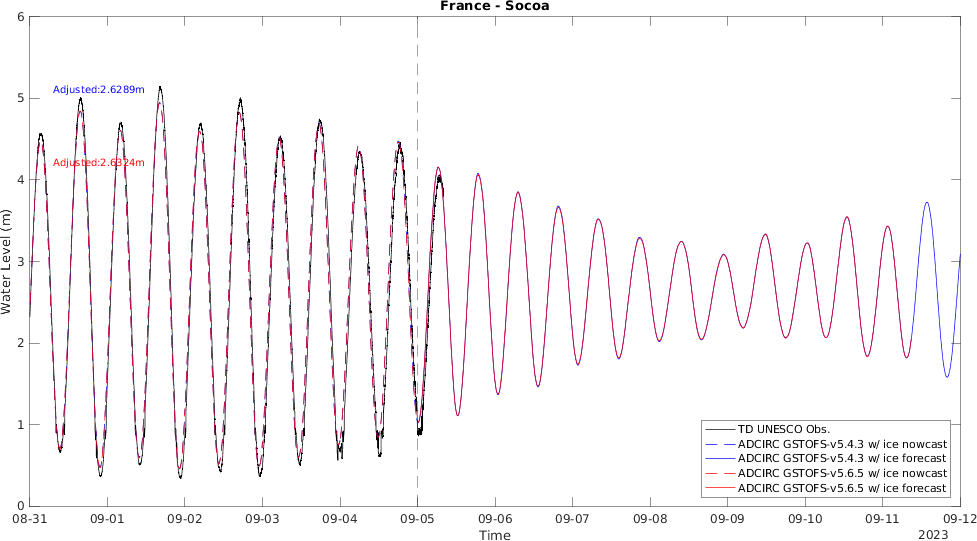 France - Socoa
Water Level (m)
6
5
4
3
2
1
0
Adjusted:2.6289m
Adjusted:2.6324m
TD UNESCO Obs.
ADCIRC GSTOFS-v5.4.3 w/ ice nowcast
ADCIRC GSTOFS-v5.4.3 w/ ice forecast
ADCIRC GSTOFS-v5.6.5 w/ ice nowcast
ADCIRC GSTOFS-v5.6.5 w/ ice forecast
08-31 09-01 09-02 09-03 09-04 09-05 09-06 09-07 09-08 09-09 09-10 09-11 09-12
Time
2023